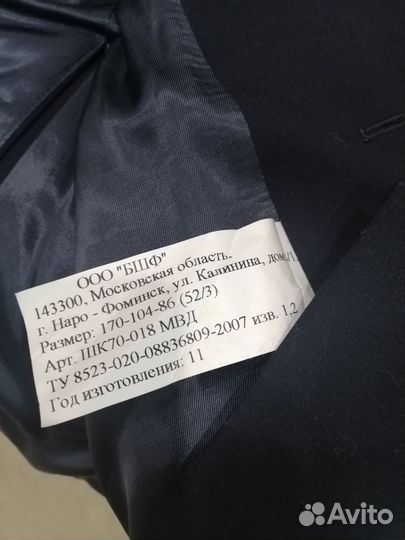 ООО "БШФ"
143300, Московская область,
г. Наро - Фоминск, ул. Калинина, дом
Размер: 170-104-86 (52/3)
Арт. ШК70-018 МВД
ТУ 8523-020-08836809-2007 изв. 1,2
Год изготовления: 11
Avito